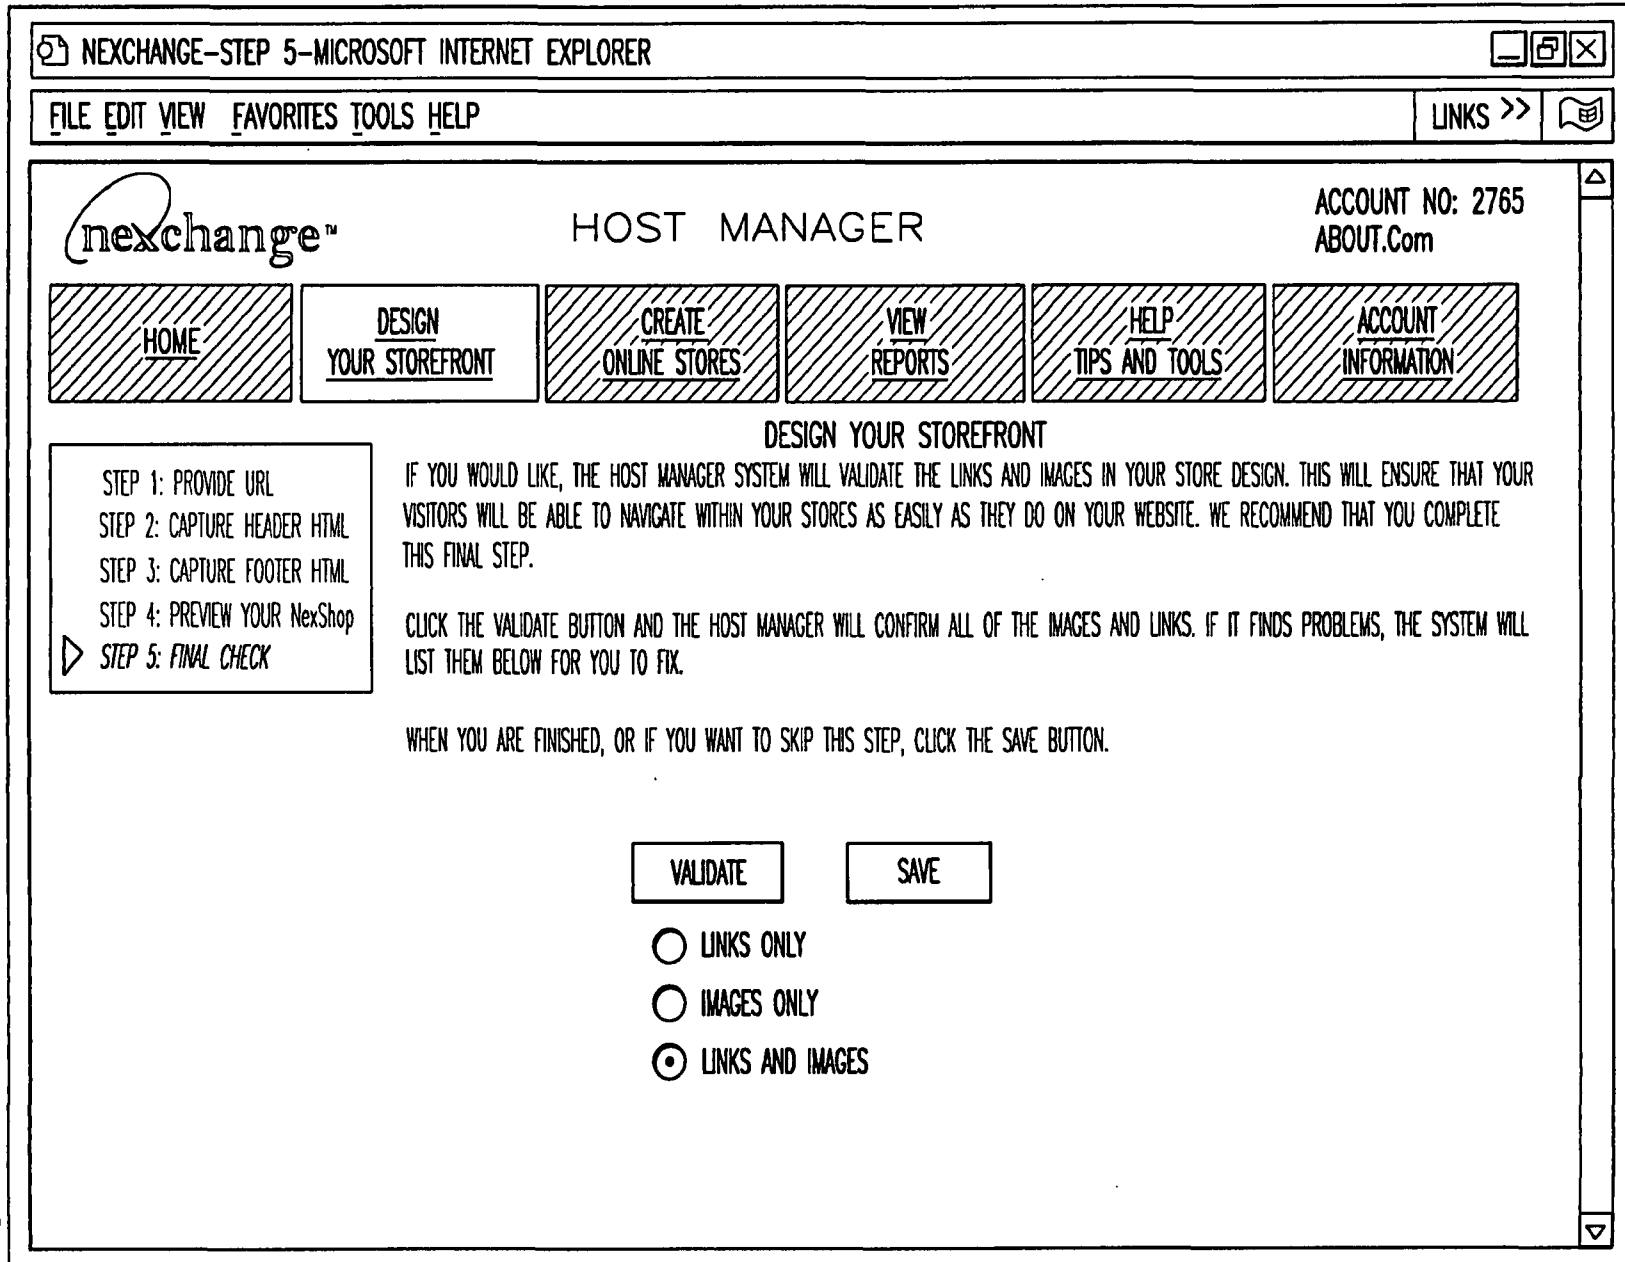 NEXCHANGE-STEP 5-MICROSOFT INTERNET EXPLORER
FILE EDIT VIEW FAVORITES TOOLS HELP
LINKS >>
nexchange™
HOST MANAGER
ACCOUNT NO: 2765
ABOUT.Com
HOME
DESIGN
YOUR STOREFRONT
CREATE
ONLINE STORES
VIEW
REPORTS
HELP
TIPS AND TOOLS
ACCOUNT
INFORMATION
STEP 1: PROVIDE URL
STEP 2: CAPTURE HEADER HTML
STEP 3: CAPTURE FOOTER HTML
STEP 4: PREVIEW YOUR NexShop
STEP 5: FINAL CHECK
DESIGN YOUR STOREFRONT
IF YOU WOULD LIKE, THE HOST MANAGER SYSTEM WILL VALIDATE THE LINKS AND IMAGES IN YOUR STORE DESIGN. THIS WILL ENSURE THAT YOUR
VISITORS WILL BE ABLE TO NAVIGATE WITHIN YOUR STORES AS EASILY AS THEY DO ON YOUR WEBSITE. WE RECOMMEND THAT YOU COMPLETE
THIS FINAL STEP.
CLICK THE VALIDATE BUTTON AND THE HOST MANAGER WILL CONFIRM ALL OF THE IMAGES AND LINKS. IF IT FINDS PROBLEMS, THE SYSTEM WILL
LIST THEM BELOW FOR YOU TO FIX.
WHEN YOU ARE FINISHED, OR IF YOU WANT TO SKIP THIS STEP, CLICK THE SAVE BUTTON.
VALIDATE
SAVE
LINKS ONLY
IMAGES ONLY
LINKS AND IMAGES